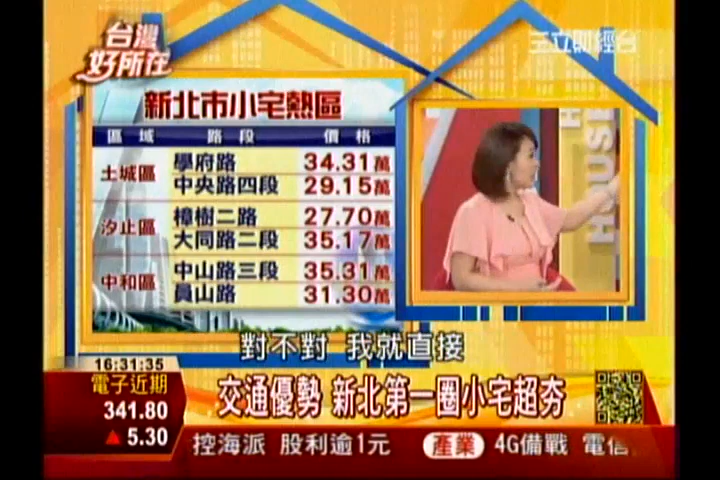 台灣
好所在
三立財經台
新北市小宅熱區
區域 路段 價格
土城區 學府路 34.31萬
中央路四段 29.15萬
汐止區 樟樹二路 27.70萬
大同路二段 35.17萬
中和區 中山路三段 35.31萬
員山路 31.30萬
HOUSE
對不對 我就直接
16:31:35
電子近期
341.80
▲5.30
交通優勢 新北第一圈小宅超夯
控海派 股利逾1元 產業 4G備戰 電信